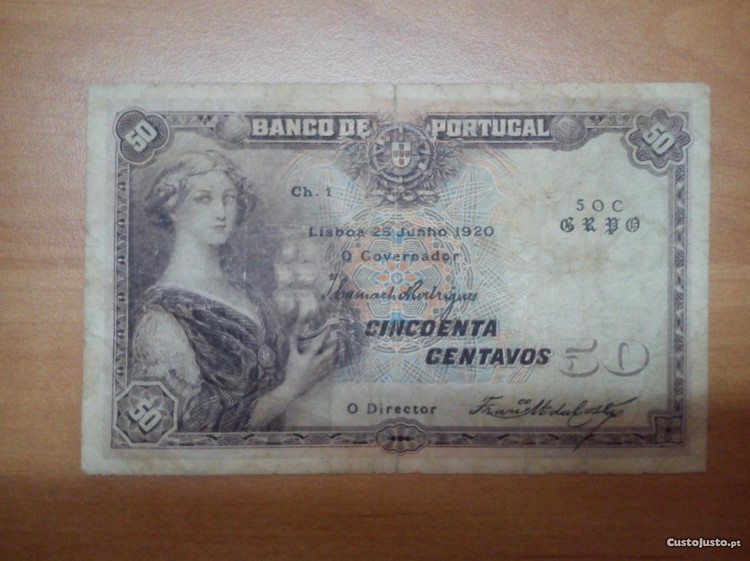 50
BANCO DE PORTUGAL
50
Ch. 1
50C
GRPO
Lisboa 25 Junho 1920
O Governador
CINCOENTA
CENTAVOS
50
50
O Director
CustoJusto.pt